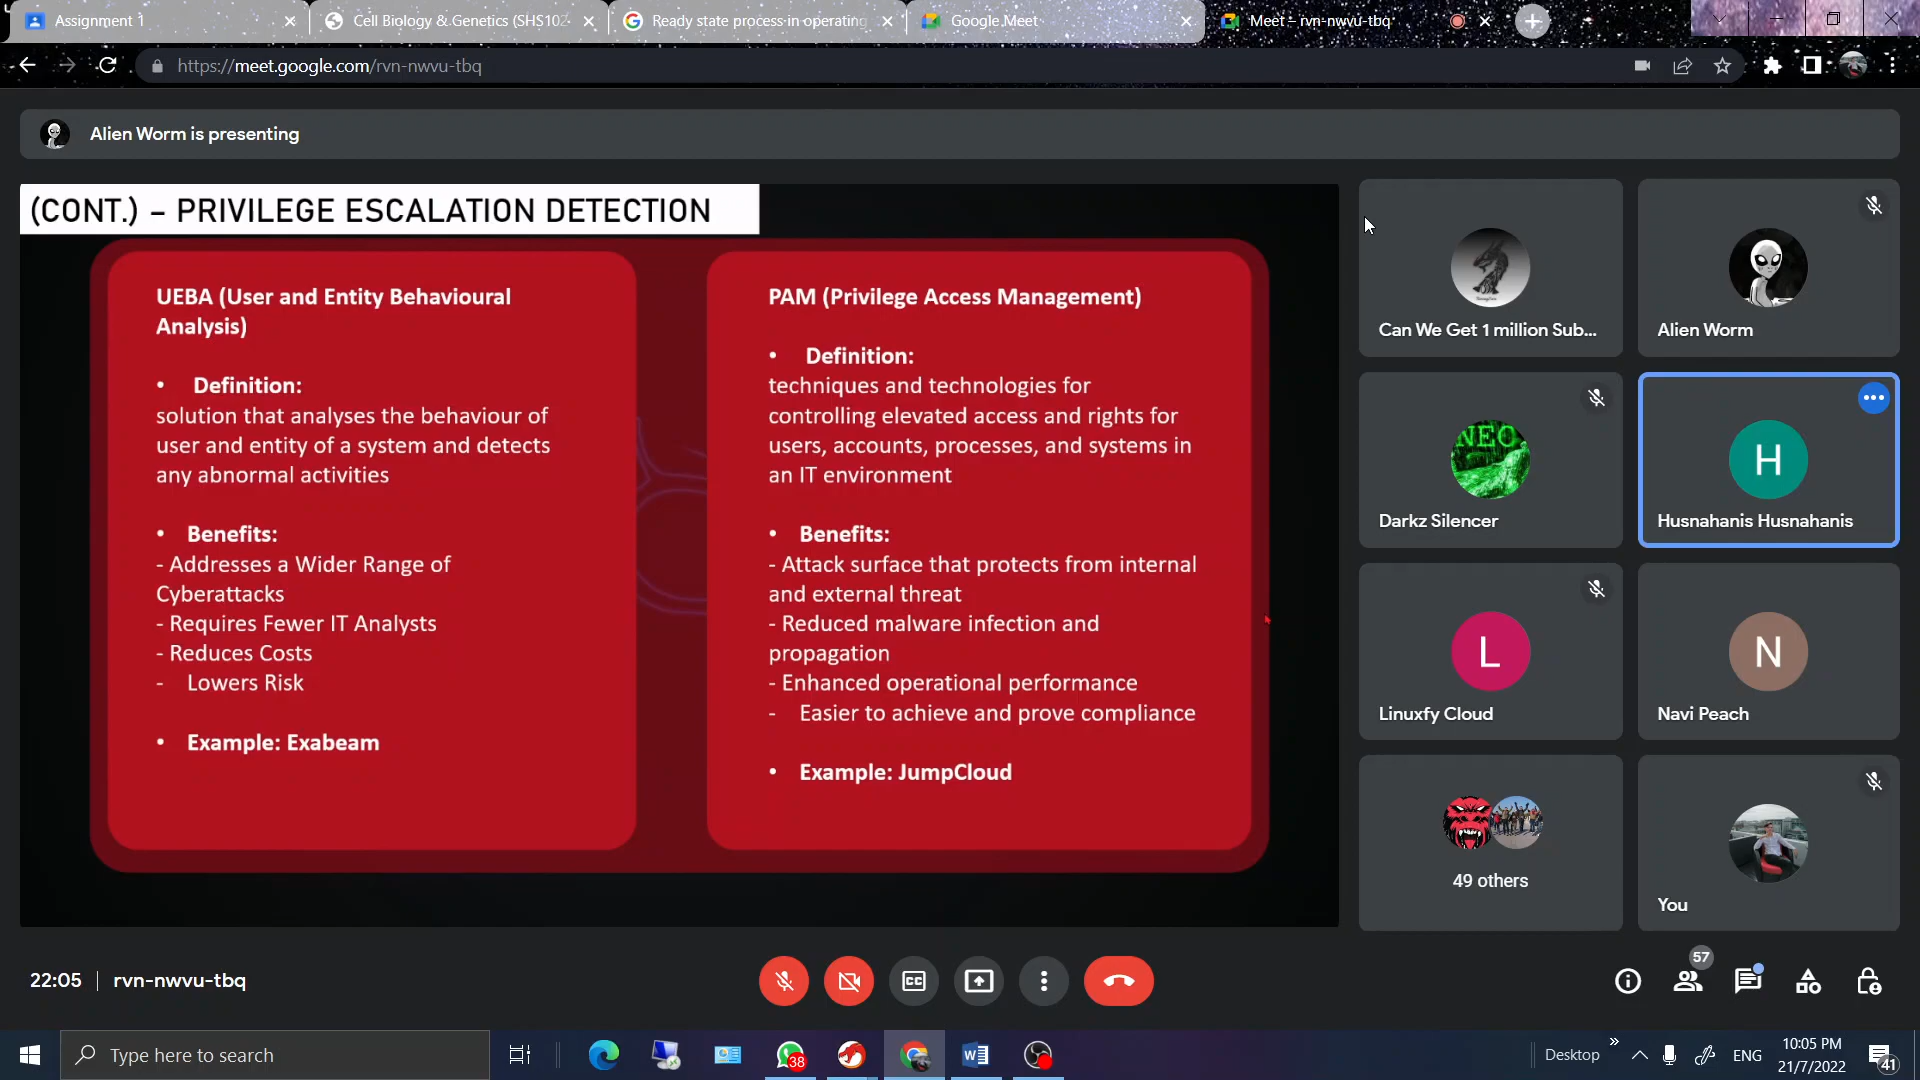 Assignment 1
Cell Biology & Genetics (SHS102
Ready state process in operating
Google Meet
Meet – rvn-nwvu-tbq
https://meet.google.com/rvn-nwvu-tbq
Alien Worm is presenting
(CONT.) – PRIVILEGE ESCALATION DETECTION
UEBA (User and Entity Behavioural
Analysis)
• Definition:
solution that analyses the behaviour of
user and entity of a system and detects
any abnormal activities
• Benefits:
- Addresses a Wider Range of
Cyberattacks
- Requires Fewer IT Analysts
- Reduces Costs
- Lowers Risk
• Example: Exabeam
PAM (Privilege Access Management)
• Definition:
techniques and technologies for
controlling elevated access and rights for
users, accounts, processes, and systems in
an IT environment
• Benefits:
- Attack surface that protects from internal
and external threat
- Reduced malware infection and
propagation
- Enhanced operational performance
- Easier to achieve and prove compliance
• Example: JumpCloud
Can We Get 1 million Sub...
Alien Worm
NEO
Darkz Silencer
H
Husnahanis Husnahanis
L
Linuxfy Cloud
N
Navi Peach
49 others
You
22:05 | rvn-nwvu-tbq
CC
57
Type here to search
38
Desktop
ENG
10:05 PM
21/7/2022
41